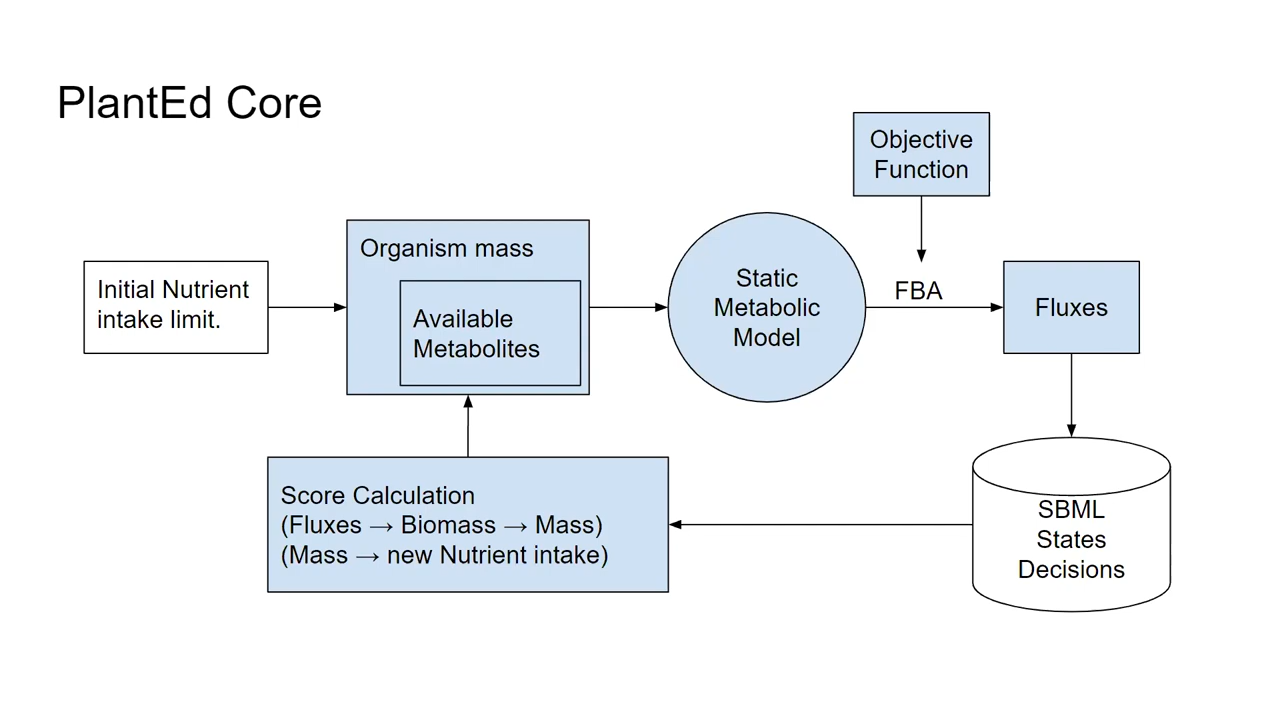 PlantEd Core
Objective
Function
Organism mass
Initial Nutrient
intake limit.
Available
Metabolites
Static
Metabolic
Model
FBA
Fluxes
Score Calculation
(Fluxes → Biomass → Mass)
(Mass → new Nutrient intake)
SBML
States
Decisions